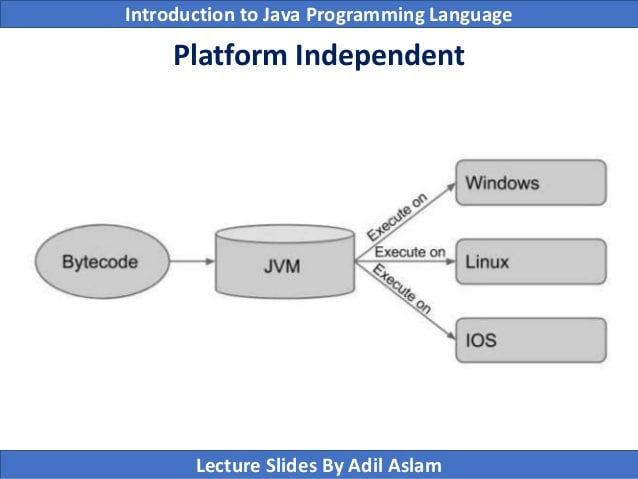 Introduction to Java Programming Language
Platform Independent
Bytecode
JVM
Execute on
Windows
Execute on
Linux
Execute on
IOS
Lecture Slides By Adil Aslam